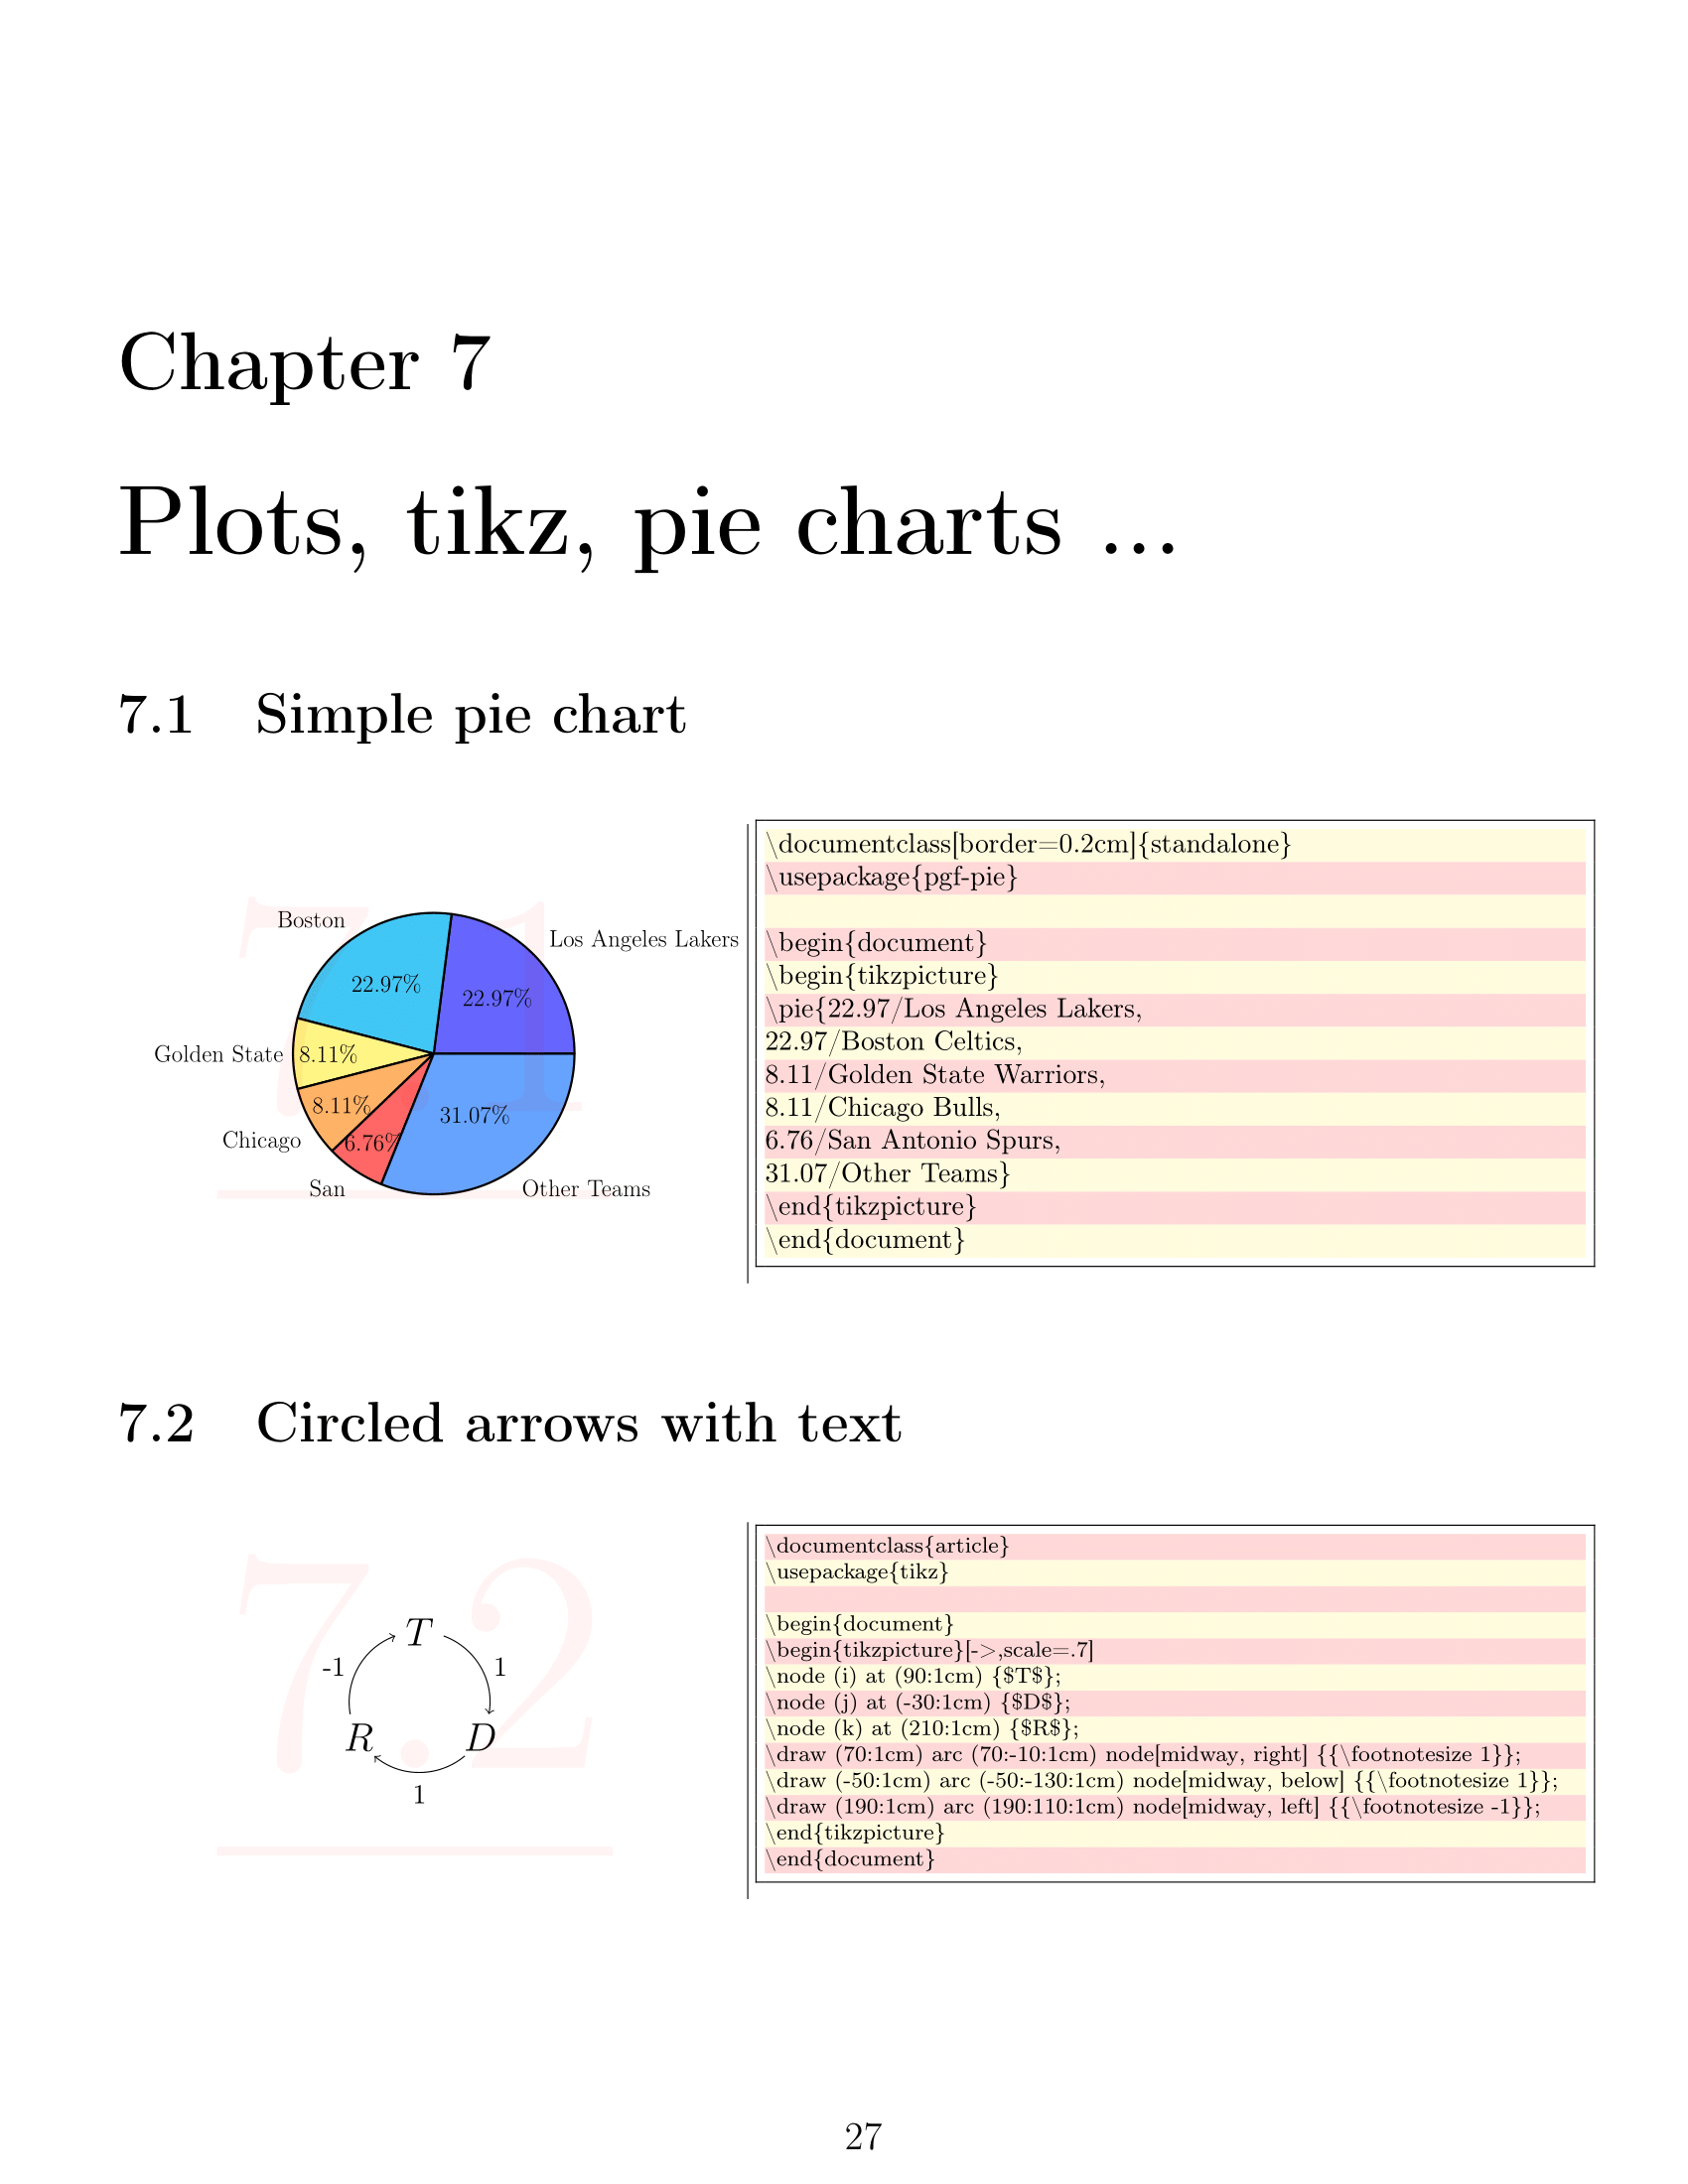 Chapter 7
Plots, tikz, pie charts ...
7.1 Simple pie chart
7.1
Boston
Los Angeles Lakers
22.97%
22.97%
Golden State
8.11%
8.11%
31.07%
Chicago
6.76%
San
Other Teams
\documentclass[border=0.2cm]{standalone}
\usepackage{pgf-pie}
\begin{document}
\begin{tikzpicture}
\pie{22.97/Los Angeles Lakers,
22.97/Boston Celtics,
8.11/Golden State Warriors,
8.11/Chicago Bulls,
6.76/San Antonio Spurs,
31.07/Other Teams}
\end{tikzpicture}
\end{document}
7.2 Circled arrows with text
7.2
T
-1
1
R
D
1
\documentclass{article}
\usepackage{tikz}
\begin{document}
\begin{tikzpicture}[->,scale=.7]
\node (i) at (90:1cm) {$T$};
\node (j) at (-30:1cm) {$D$};
\node (k) at (210:1cm) {$R$};
\draw (70:1cm) arc (70:-10:1cm) node[midway, right] {{\footnotesize 1}};
\draw (-50:1cm) arc (-50:-130:1cm) node[midway, below] {{\footnotesize 1}};
\draw (190:1cm) arc (190:110:1cm) node[midway, left] {{\footnotesize -1}};
\end{tikzpicture}
\end{document}
27